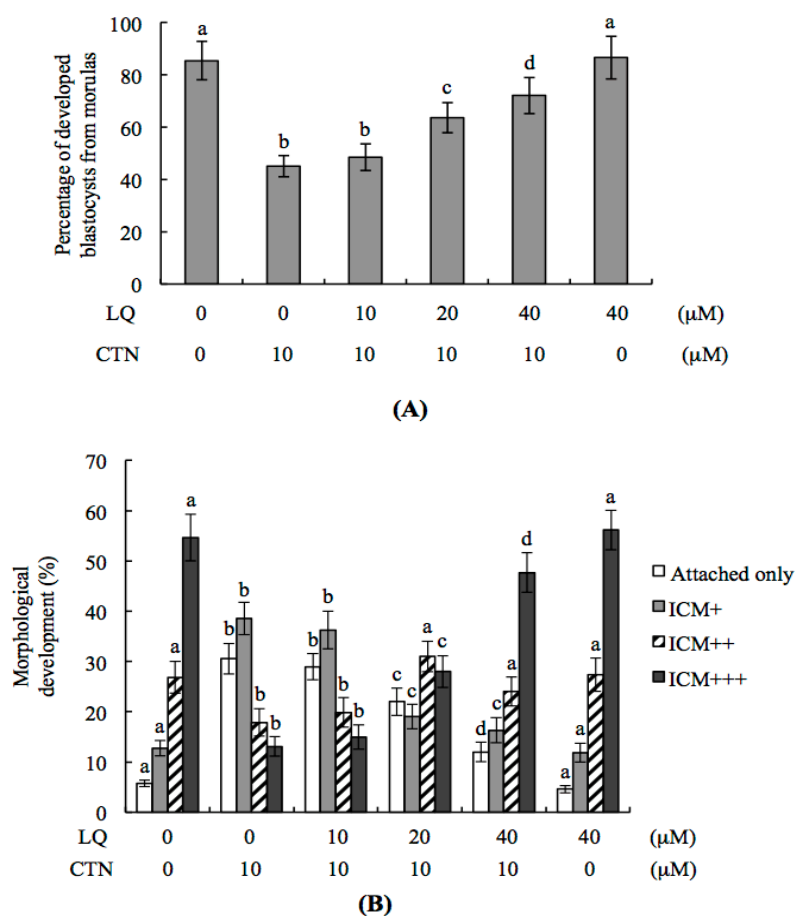 100
80
60
40
20
0
Percentage of developed
blastocysts from morulas
a
b
b
c
d
a
LQ 0 0 10 20 40 40 (μM)
CTN 0 10 10 10 10 0 (μM)
(A)
70
60
50
40
30
20
10
0
Morphological
development (%)
a a a a
b b b b
b b b b
c c a c
d c a d
a a a a
Attached only
ICM+
ICM++
ICM+++
LQ 0 0 10 20 40 40 (μM)
CTN 0 10 10 10 10 0 (μM)
(B)